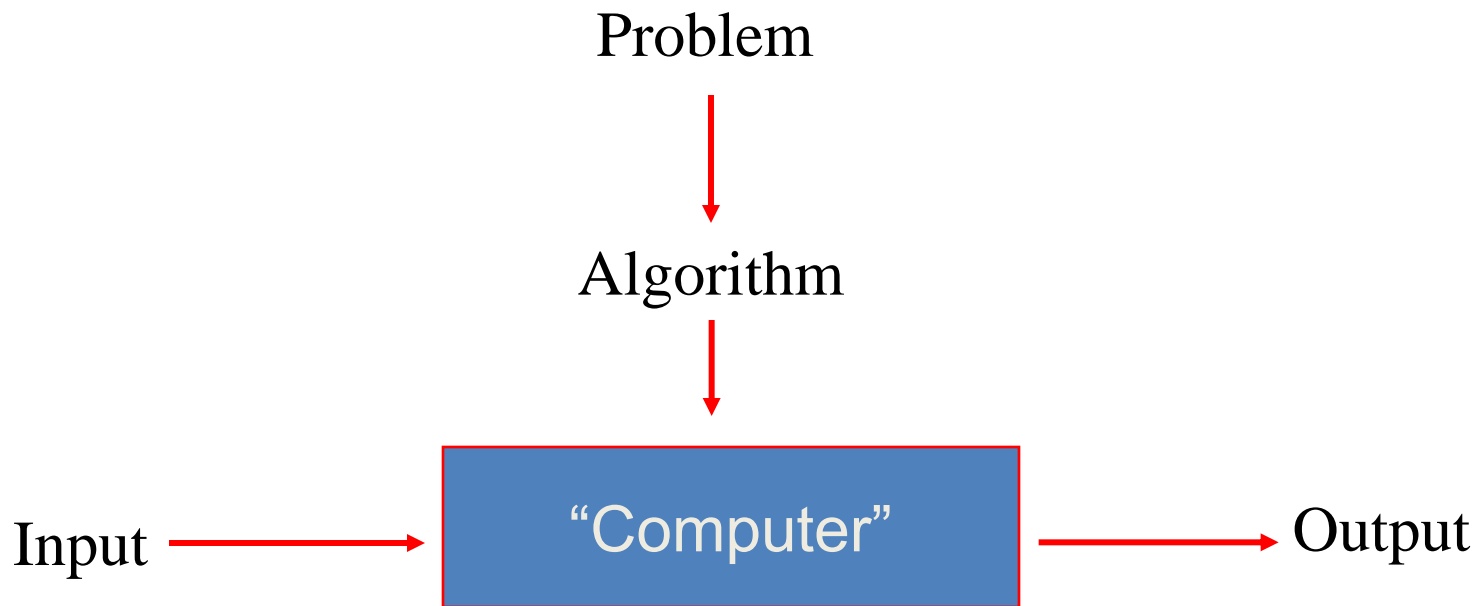 Problem
Algorithm
Input
“Computer”
Output